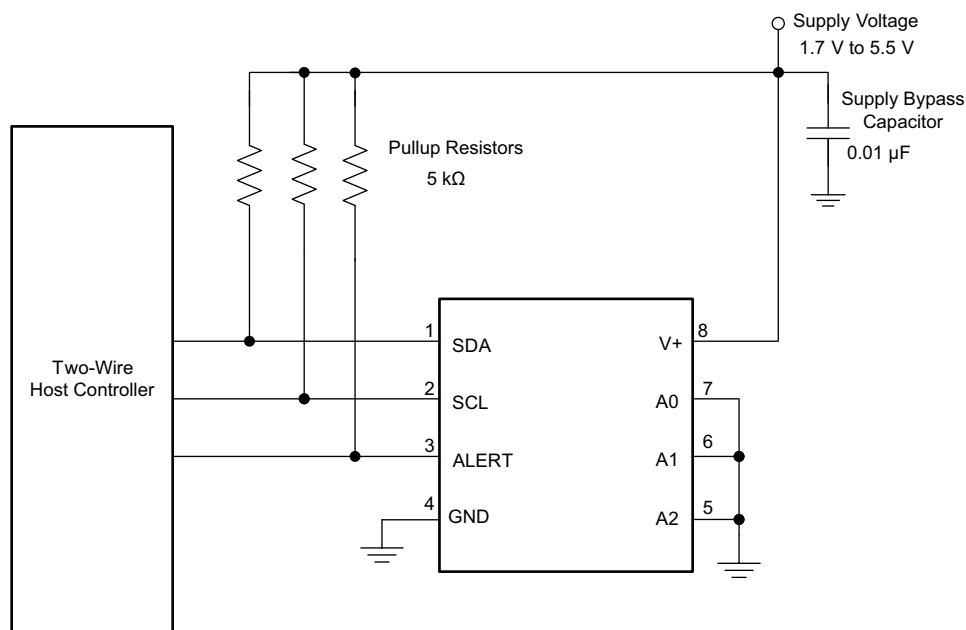 Supply Voltage
1.7 V to 5.5 V
Supply Bypass
Capacitor
0.01 µF
Pullup Resistors
5 kΩ
Two-Wire
Host Controller
1
SDA
2
SCL
3
ALERT
4
GND
8
V+
7
A0
6
A1
5
A2